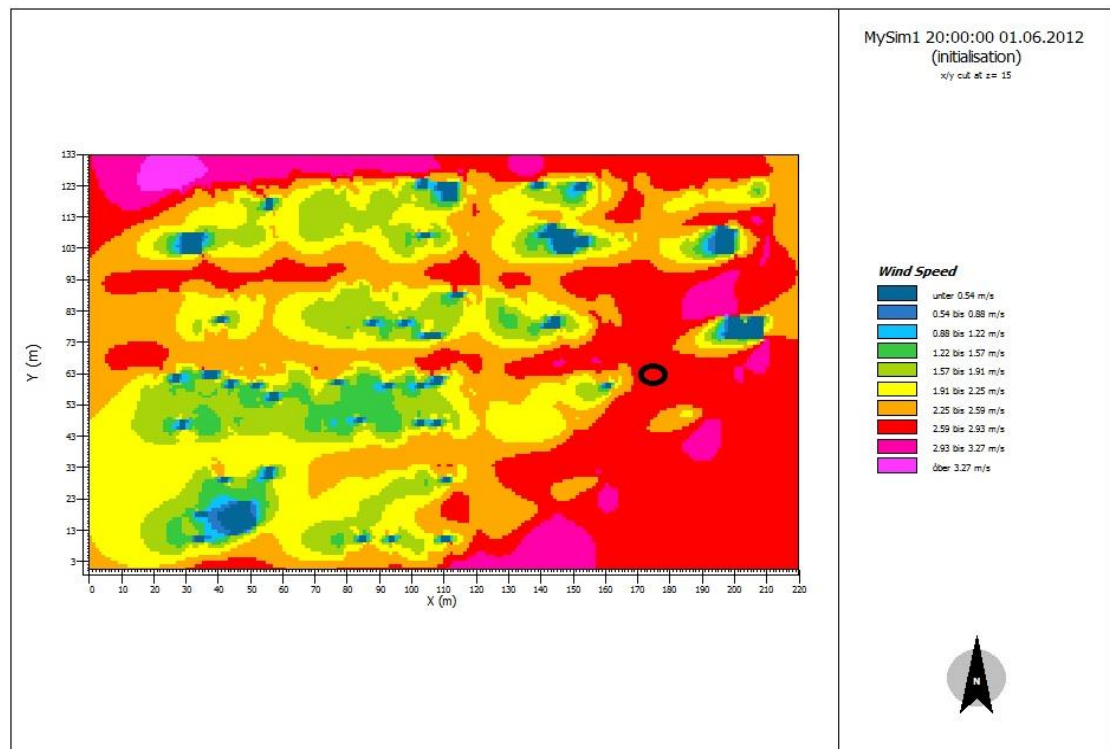 MySim1 20:00:00 01.06.2012
(initialisation)
x/y cut at z= 15
133
123
113
103
93
83
73
63
53
43
33
23
13
3
Y (m)
0 10 20 30 40 50 60 70 80 90 100 110 120 130 140 150 160 170 180 190 200 210 220
X (m)
Wind Speed
unter 0.54 m/s
0.54 bis 0.88 m/s
0.88 bis 1.22 m/s
1.22 bis 1.57 m/s
1.57 bis 1.91 m/s
1.91 bis 2.25 m/s
2.25 bis 2.59 m/s
2.59 bis 2.93 m/s
2.93 bis 3.27 m/s
öber 3.27 m/s
N